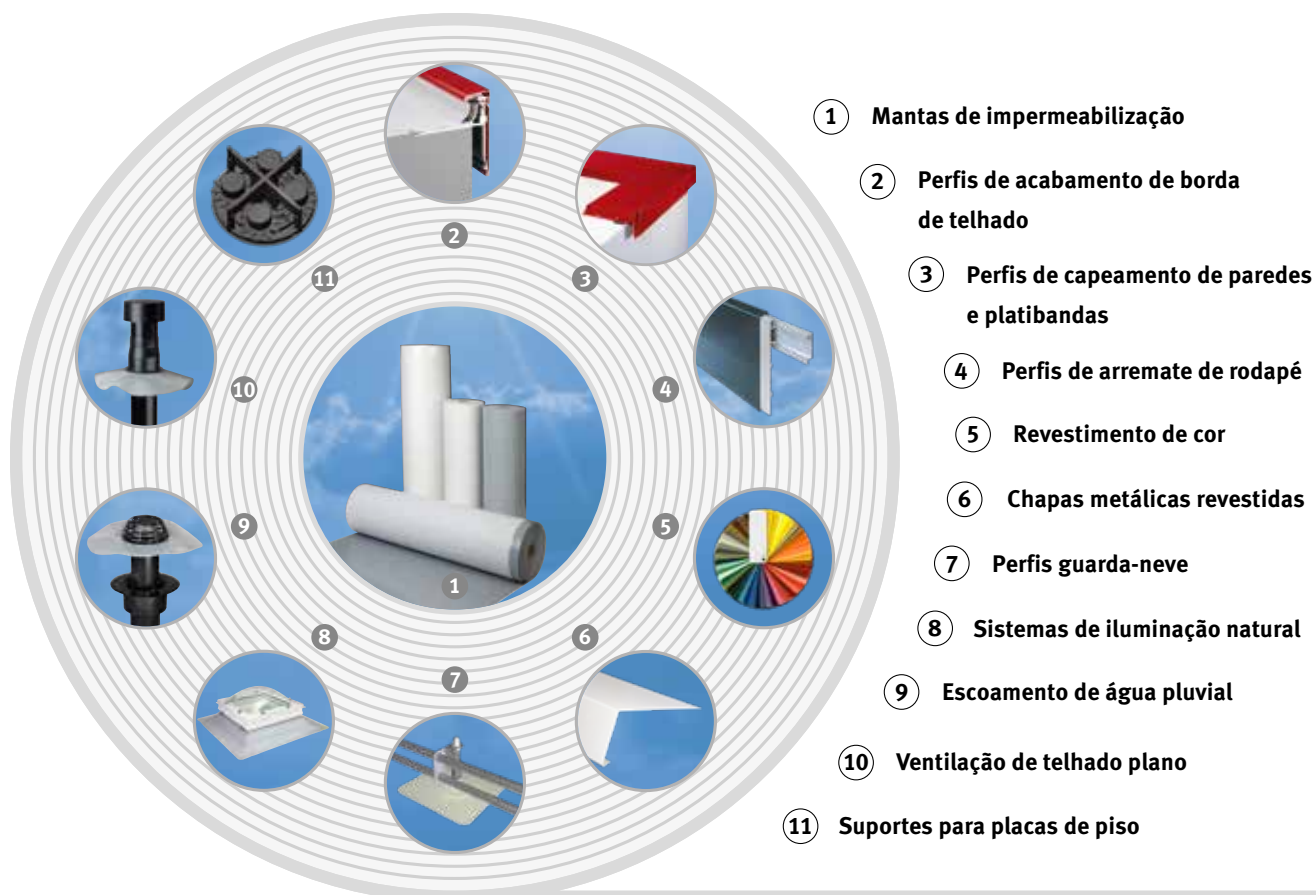 1 Mantas de impermeabilização
2 Perfis de acabamento de borda
de telhado
3 Perfis de capeamento de paredes
e platibandas
4 Perfis de arremate de rodapé
5 Revestimento de cor
6 Chapas metálicas revestidas
7 Perfis guarda-neve
8 Sistemas de iluminação natural
9 Escoamento de água pluvial
10 Ventilação de telhado plano
11 Suportes para placas de piso
2
11
3
10
4
9
5
1
8
6
7